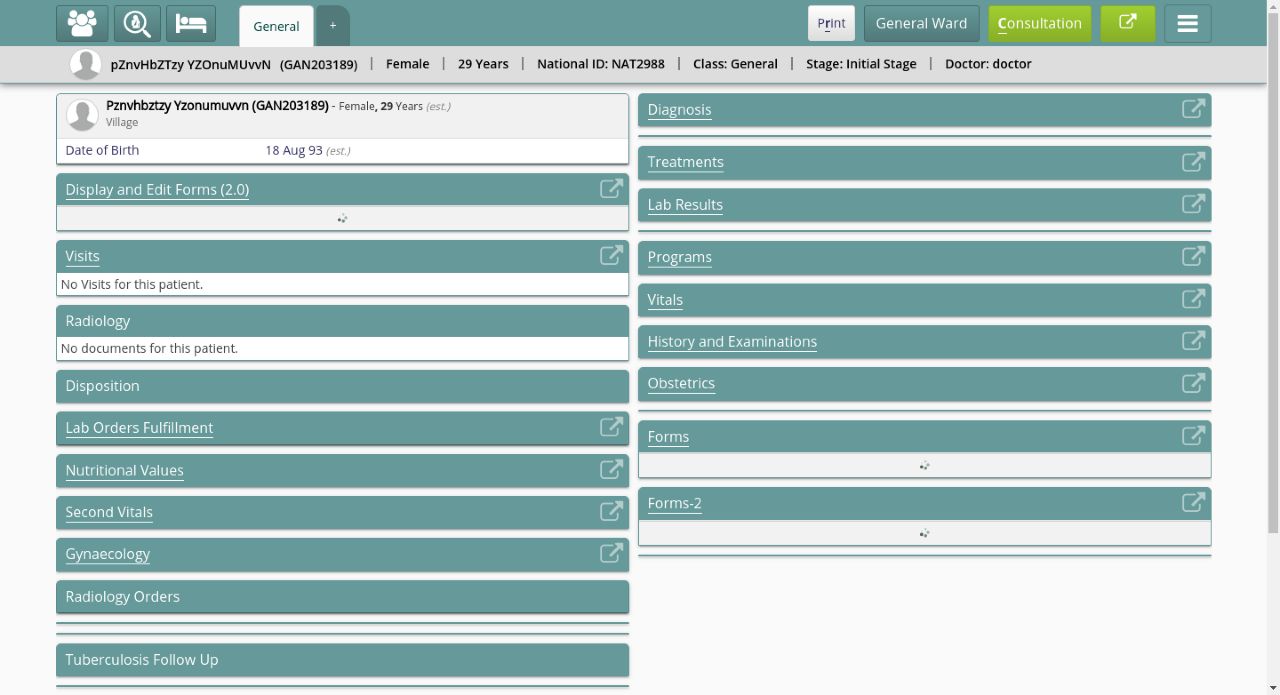 General
+
Print
General Ward
Consultation
pZnvHbZTzy YZOnuMUvvN (GAN203189) | Female | 29 Years | National ID: NAT2988 | Class: General | Stage: Initial Stage | Doctor: doctor
Pznvhbztzy Yzonumuvvn (GAN203189) - Female, 29 Years (est.)
Village
Date of Birth 18 Aug 93 (est.)
Display and Edit Forms (2.0)
Visits
No Visits for this patient.
Radiology
No documents for this patient.
Disposition
Lab Orders Fulfillment
Nutritional Values
Second Vitals
Gynaecology
Radiology Orders
Tuberculosis Follow Up
Diagnosis
Treatments
Lab Results
Programs
Vitals
History and Examinations
Obstetrics
Forms
Forms-2